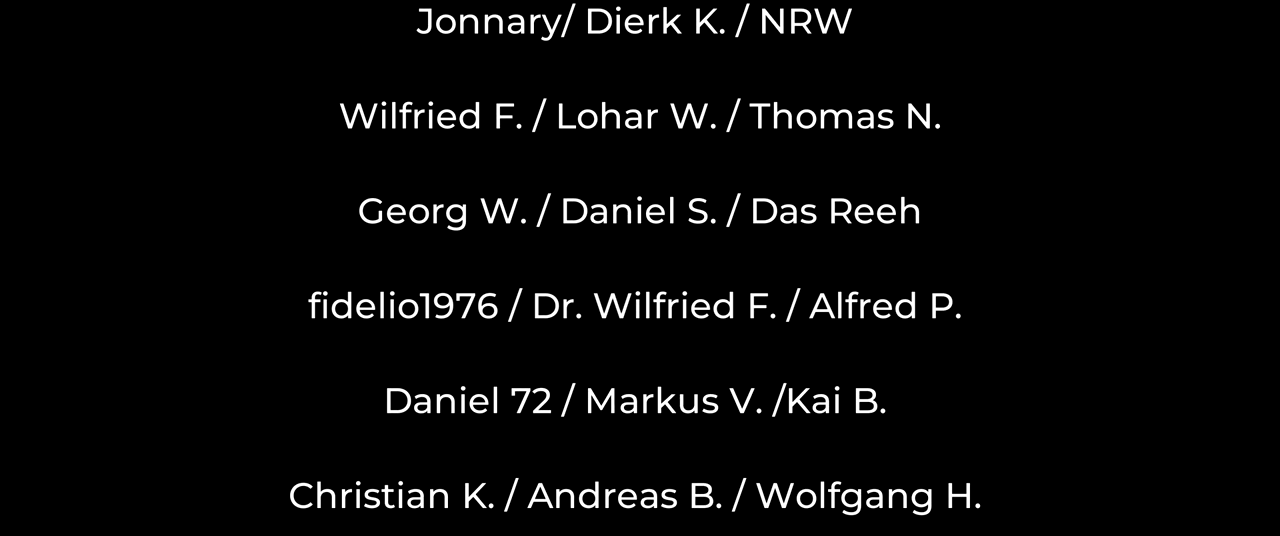 Jonnary/ Dierk K. / NRW
Wilfried F. / Lohar W. / Thomas N.
Georg W. / Daniel S. / Das Reeh
fidelio1976 / Dr. Wilfried F. / Alfred P.
Daniel 72 / Markus V. /Kai B.
Christian K. / Andreas B. / Wolfgang H.